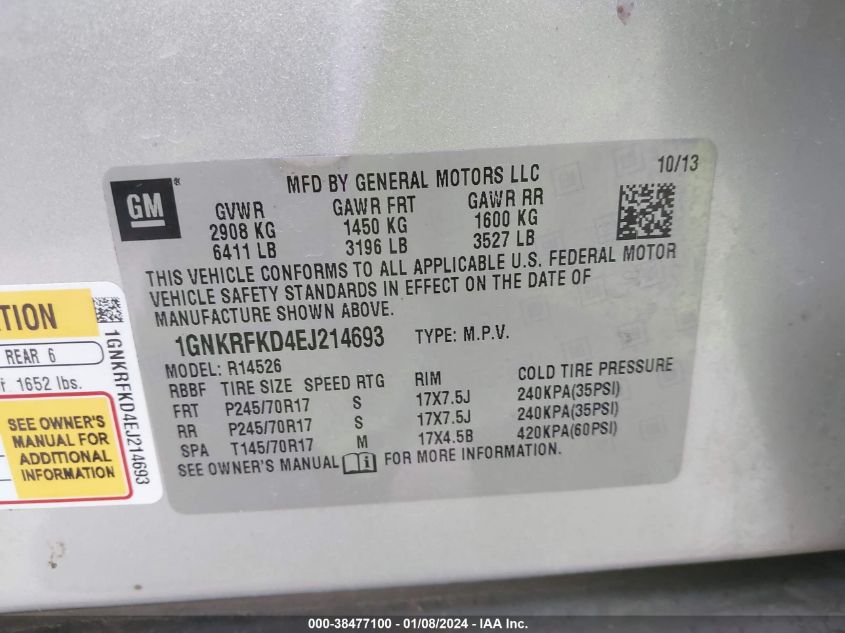 10/13
GM
MFD BY GENERAL MOTORS LLC
GVWR GAWR FRT GAWR RR
2908 KG 1450 KG 1600 KG
6411 LB 3196 LB 3527 LB
THIS VEHICLE CONFORMS TO ALL APPLICABLE U.S. FEDERAL MOTOR
VEHICLE SAFETY STANDARDS IN EFFECT ON THE DATE OF
MANUFACTURE SHOWN ABOVE.
1GNKRFKD4EJ214693 TYPE: M.P.V.
MODEL: R14526
RBBF TIRE SIZE SPEED RTG RIM COLD TIRE PRESSURE
FRT P245/70R17 S 17X7.5J 240KPA(35PSI)
RR P245/70R17 S 17X7.5J 240KPA(35PSI)
SPA T145/70R17 M 17X4.5B 420KPA(60PSI)
SEE OWNER'S MANUAL FOR MORE INFORMATION.
REAR 6
1652 lbs.
SEE OWNER'S
MANUAL FOR
ADDITIONAL
INFORMATION
1GNKRFKD4EJ214693
000-38477100 - 01/08/2024 - IAA Inc.